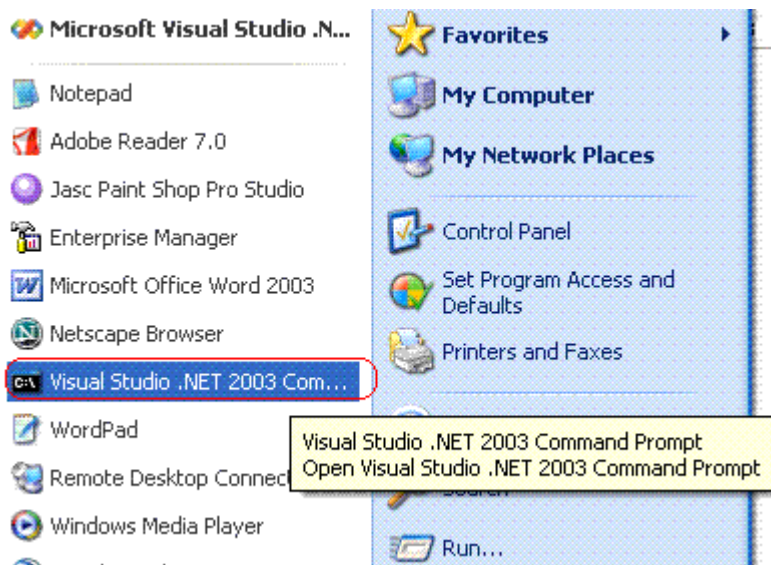 Microsoft Visual Studio .N...
Notepad
Adobe Reader 7.0
Jasc Paint Shop Pro Studio
Enterprise Manager
Microsoft Office Word 2003
Netscape Browser
Visual Studio .NET 2003 Com...
WordPad
Remote Desktop Connec
Windows Media Player
Favorites
My Computer
My Network Places
Control Panel
Set Program Access and
Defaults
Printers and Faxes
Visual Studio .NET 2003 Command Prompt
Open Visual Studio .NET 2003 Command Prompt
Search
Run...